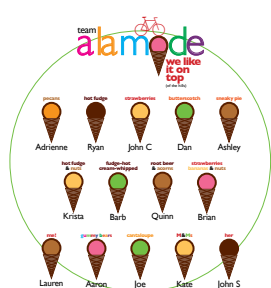 team
alamode
we like
it on
top
(of the hills)
pecans
hot fudge
strawberries
butterscotch
sneaky pie
Adrienne
Ryan
John C
Dan
Ashley
hot fudge
& nuts
fudge-hot
cream-whipped
root beer
& acorns
strawberries
bananas & nuts
Krista
Barb
Quinn
Brian
me!
gummy bears
cantaloupe
M&Ms
her
Lauren
Aaron
Joe
Kate
John S